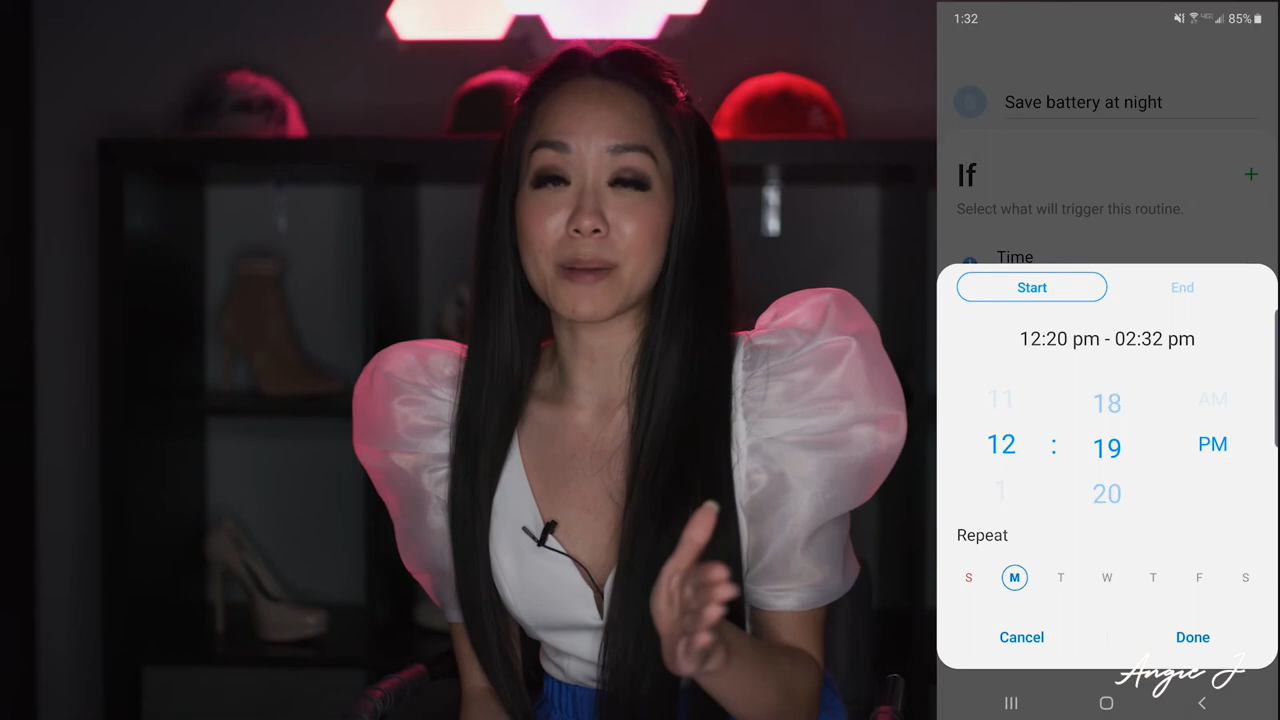 1:32
85%
Save battery at night
If
+
Select what will trigger this routine.
Time
Start End
12:20 pm - 02:32 pm
11 18 AM
12 : 19 PM
1 20
Repeat
S M T W T F S
Cancel Done
Angie J